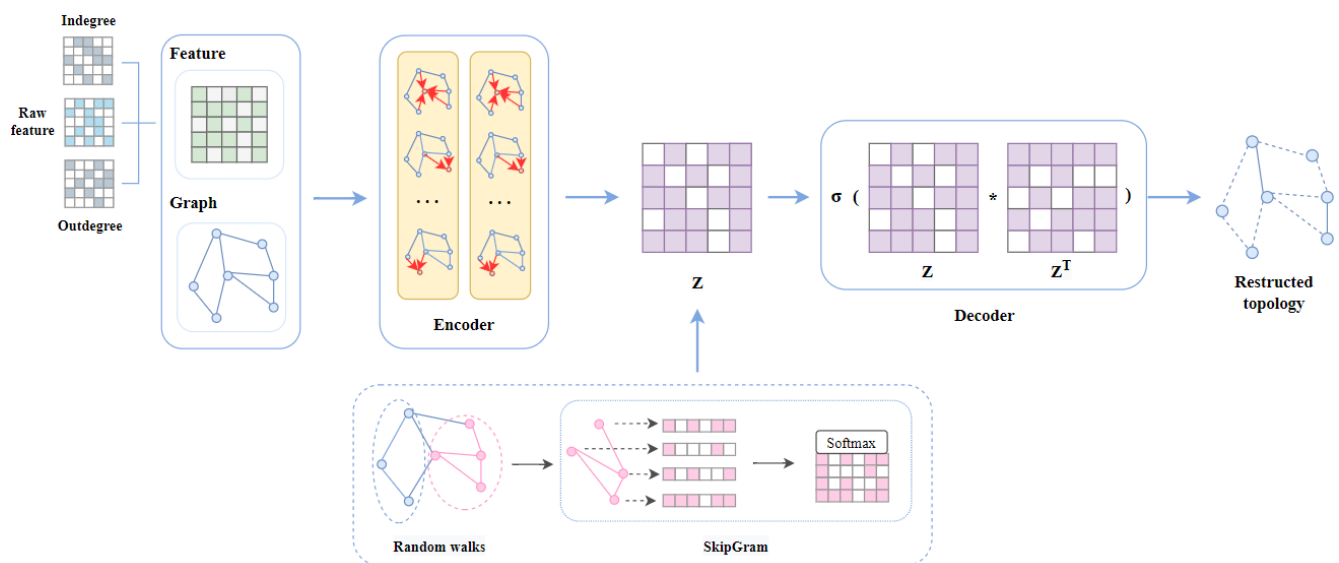 Indegree
Raw
feature
Outdegree
Feature
Graph
...
...
Encoder
Z
σ (
*
)
Z
Z^T
Decoder
Restructed
topology
Random walks
Softmax
SkipGram